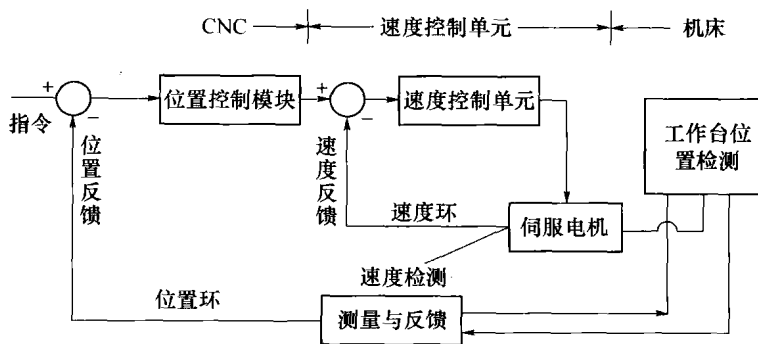 CNC
速度控制单元
机床
+
−
指令
位置控制模块
+
−
速度控制单元
工作台位
置检测
位置反馈
速度反馈
速度环
伺服电机
速度检测
位置环
测量与反馈